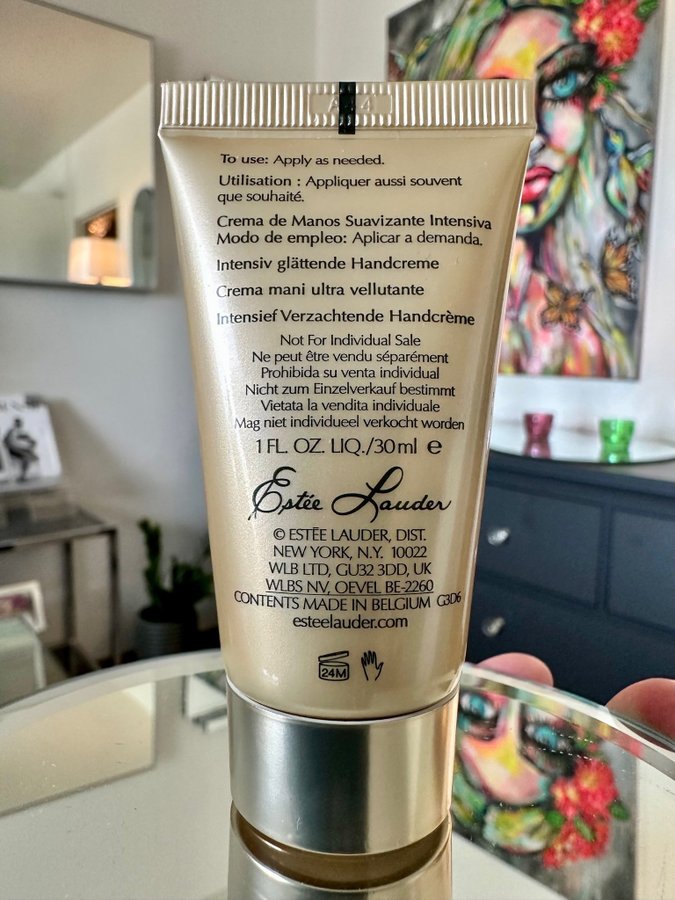 To use: Apply as needed.
Utilisation : Appliquer aussi souvent
que souhaité.
Crema de Manos Suavizante Intensiva
Modo de empleo: Aplicar a demanda.
Intensiv glättende Handcreme
Crema mani ultra vellutante
Intensief Verzachtende Handcrème
Not For Individual Sale
Ne peut être vendu séparément
Prohibida su venta individual
Nicht zum Einzelverkauf bestimmt
Vietata la vendita individuale
Mag niet individueel verkocht worden
1 FL. OZ. LIQ./30 ml e
Estée Lauder
© ESTĒE LAUDER, DIST.
NEW YORK, N.Y. 10022
WLB LTD, GU32 3DD, UK
WLBS NV, OEVEL BE-2260
CONTENTS MADE IN BELGIUM G3D6
esteelauder.com
24M